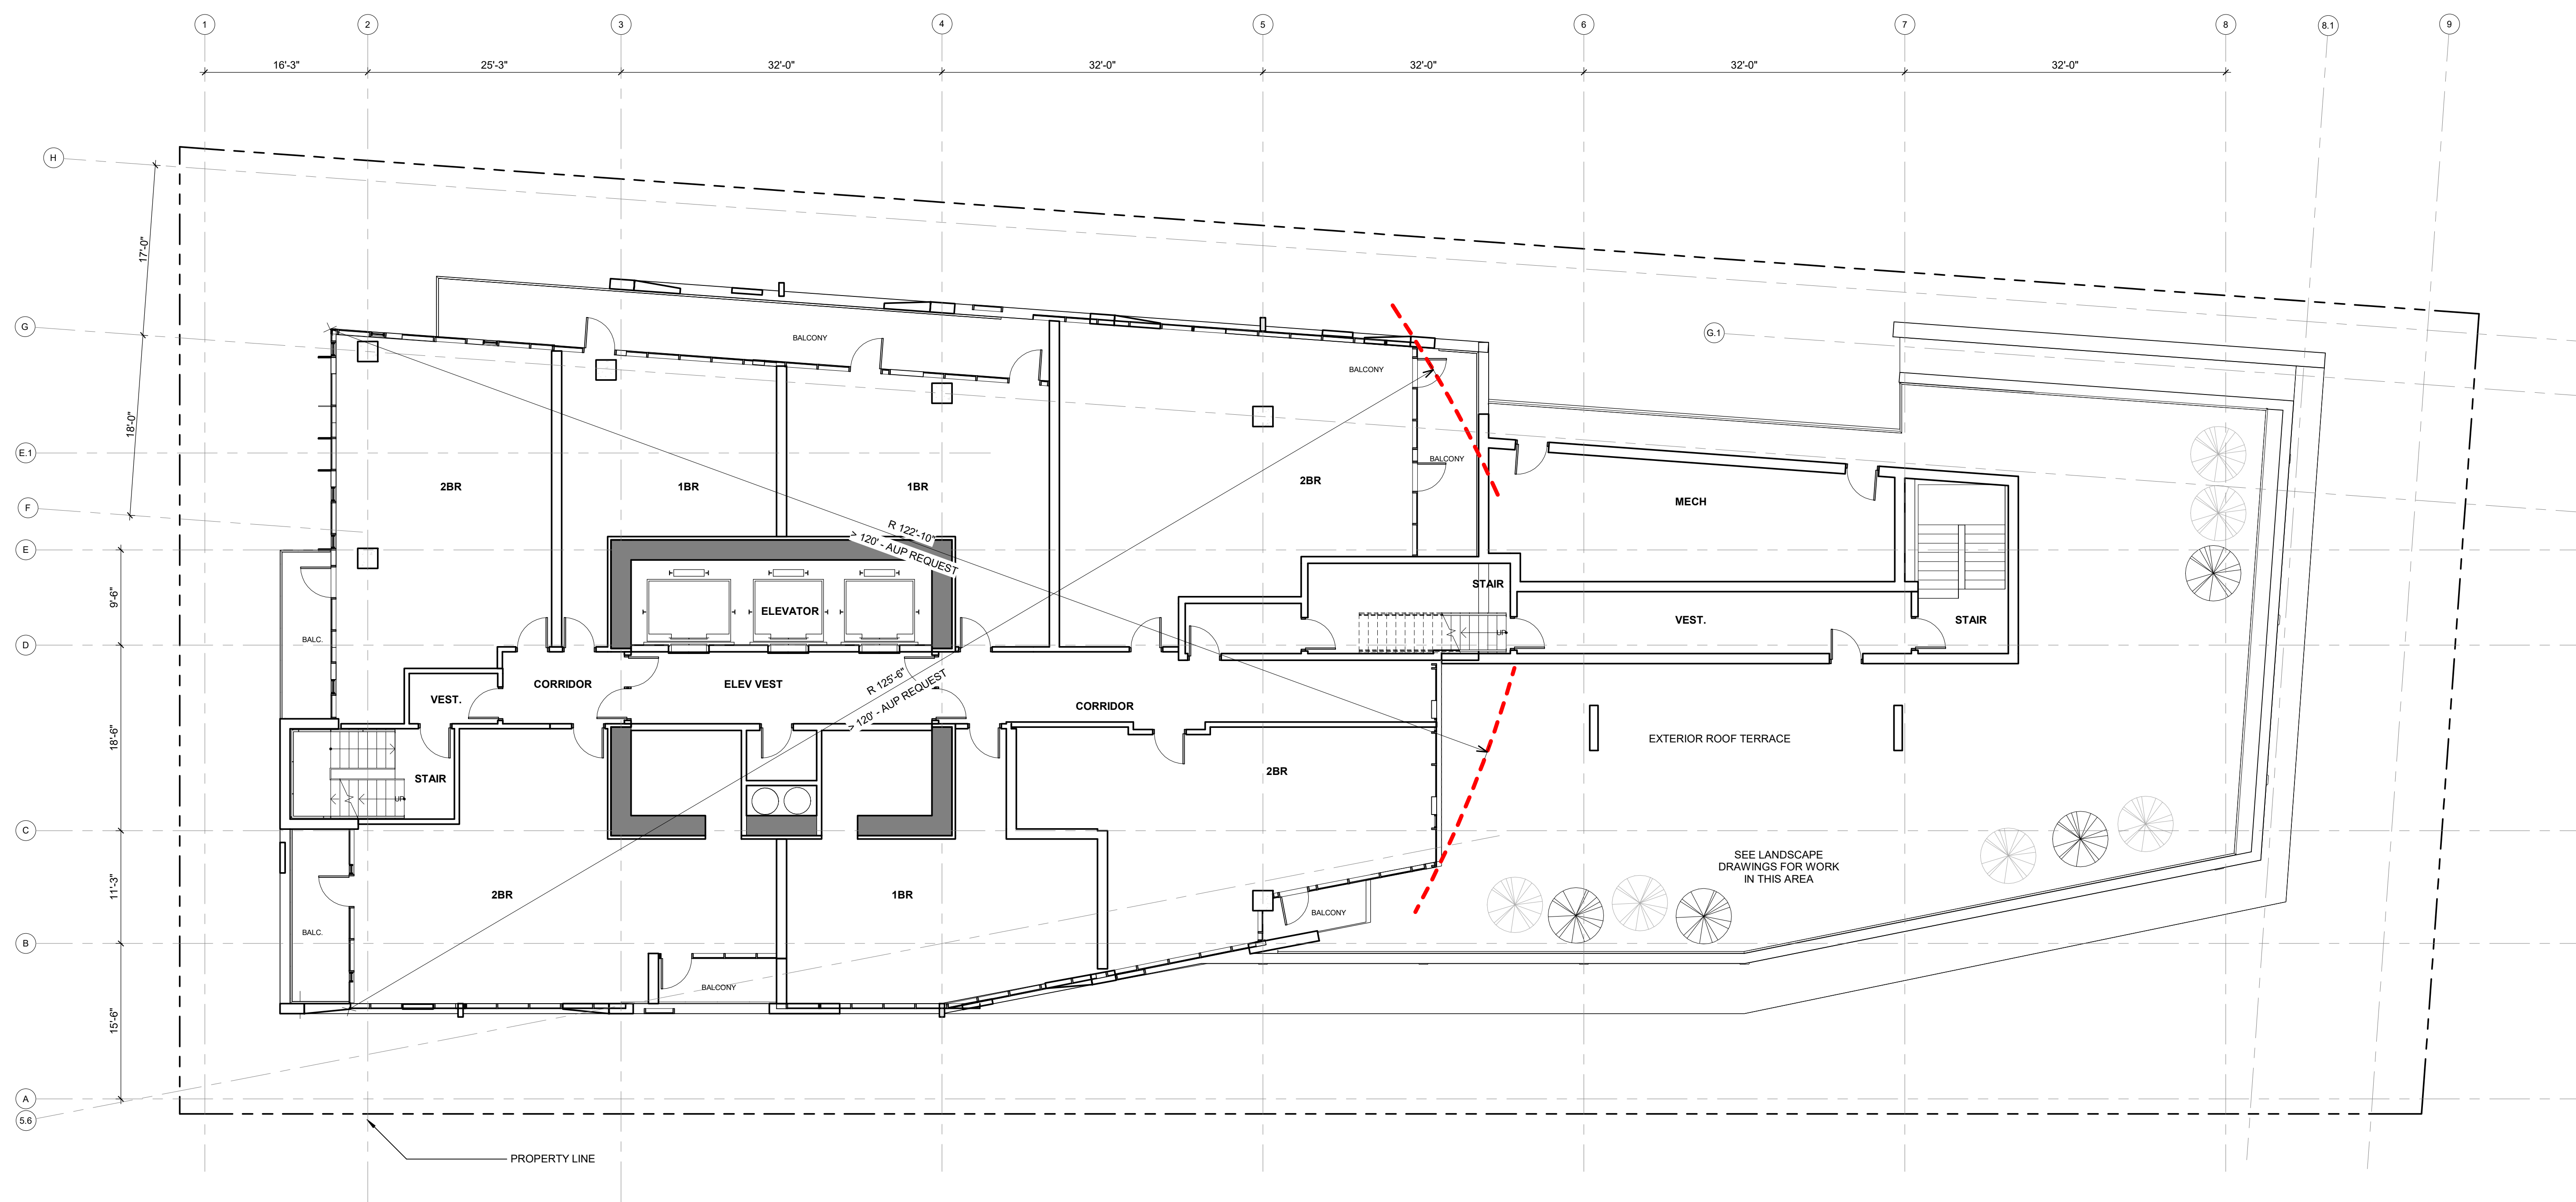 1
2
3
4
5
6
7
8
8.1
9
16'-3"
25'-3"
32'-0"
32'-0"
32'-0"
32'-0"
32'-0"
H
17'-0"
G
G.1
BALCONY
BALCONY
18'-0"
E.1
BALCONY
2BR
1BR
1BR
2BR
MECH
F
R 122'-10"
> 120' - AUP REQUEST
E
STAIR
9'-6"
ELEVATOR
BALC.
VEST.
STAIR
UP
D
R 125'-6"
> 120' - AUP REQUEST
CORRIDOR
ELEV VEST
VEST.
CORRIDOR
18'-6"
EXTERIOR ROOF TERRACE
STAIR
2BR
UP
C
SEE LANDSCAPE
DRAWINGS FOR WORK
IN THIS AREA
11'-3"
2BR
1BR
BALCONY
BALC.
B
BALCONY
15'-6"
A
5.6
PROPERTY LINE